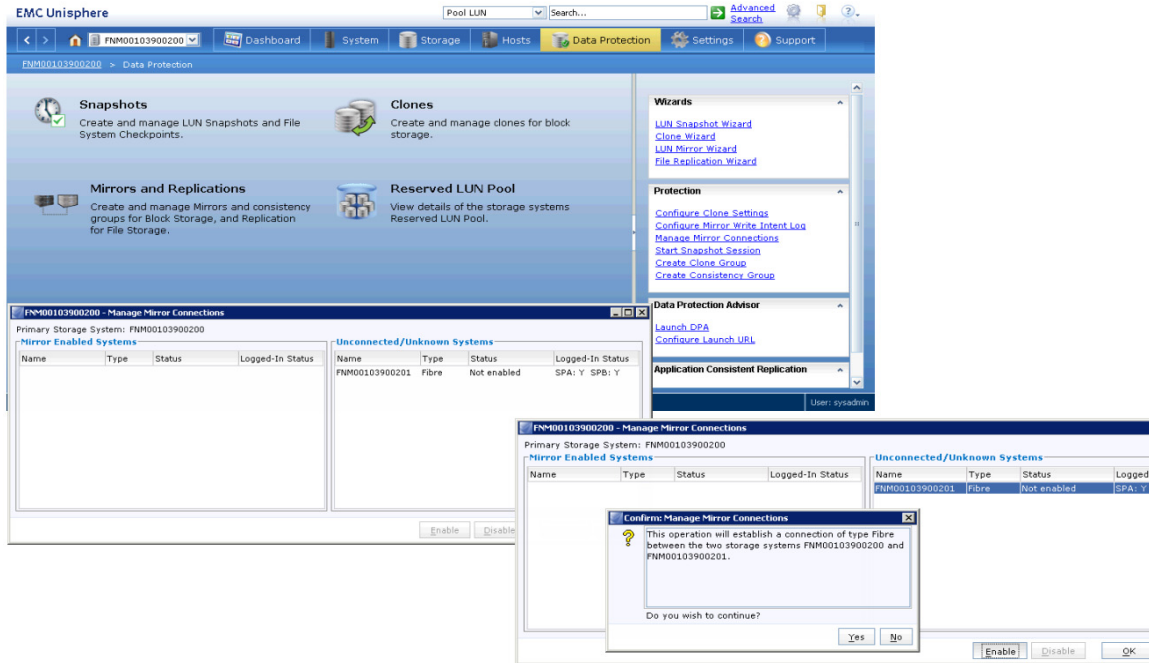 EMC Unisphere
Pool LUN
Search...
Advanced Search
FNM00103900200
Dashboard
System
Storage
Hosts
Data Protection
Settings
Support
FNM00103900200 > Data Protection
Snapshots
Create and manage LUN Snapshots and File
System Checkpoints.
Clones
Create and manage clones for block
storage.
Mirrors and Replications
Create and manage Mirrors and consistency
groups for Block Storage, and Replication
for File Storage.
Reserved LUN Pool
View details of the storage systems
Reserved LUN Pool.
Wizards
LUN Snapshot Wizard
Clone Wizard
LUN Mirror Wizard
File Replication Wizard
Protection
Configure Clone Settings
Configure Mirror Write Intent Log
Manage Mirror Connections
Start Snapshot Session
Create Clone Group
Create Consistency Group
Data Protection Advisor
Launch DPA
Configure Launch URL
Application Consistent Replication
User: sysadmin
FNM00103900200 - Manage Mirror Connections
Primary Storage System: FNM00103900200
Mirror Enabled Systems
Name Type Status Logged-In Status
Unconnected/Unknown Systems
Name Type Status Logged-In Status
FNM00103900201 Fibre Not enabled SPA: Y SPB: Y
Enable Disable
FNM00103900200 - Manage Mirror Connections
Primary Storage System: FNM00103900200
Mirror Enabled Systems
Name Type Status Logged-In Status
Unconnected/Unknown Systems
Name Type Status Logged
FNM00103900201 Fibre Not enabled SPA: Y
Confirm: Manage Mirror Connections
This operation will establish a connection of type Fibre
between the two storage systems FNM00103900200 and
FNM00103900201.
Do you wish to continue?
Yes No
Enable Disable OK